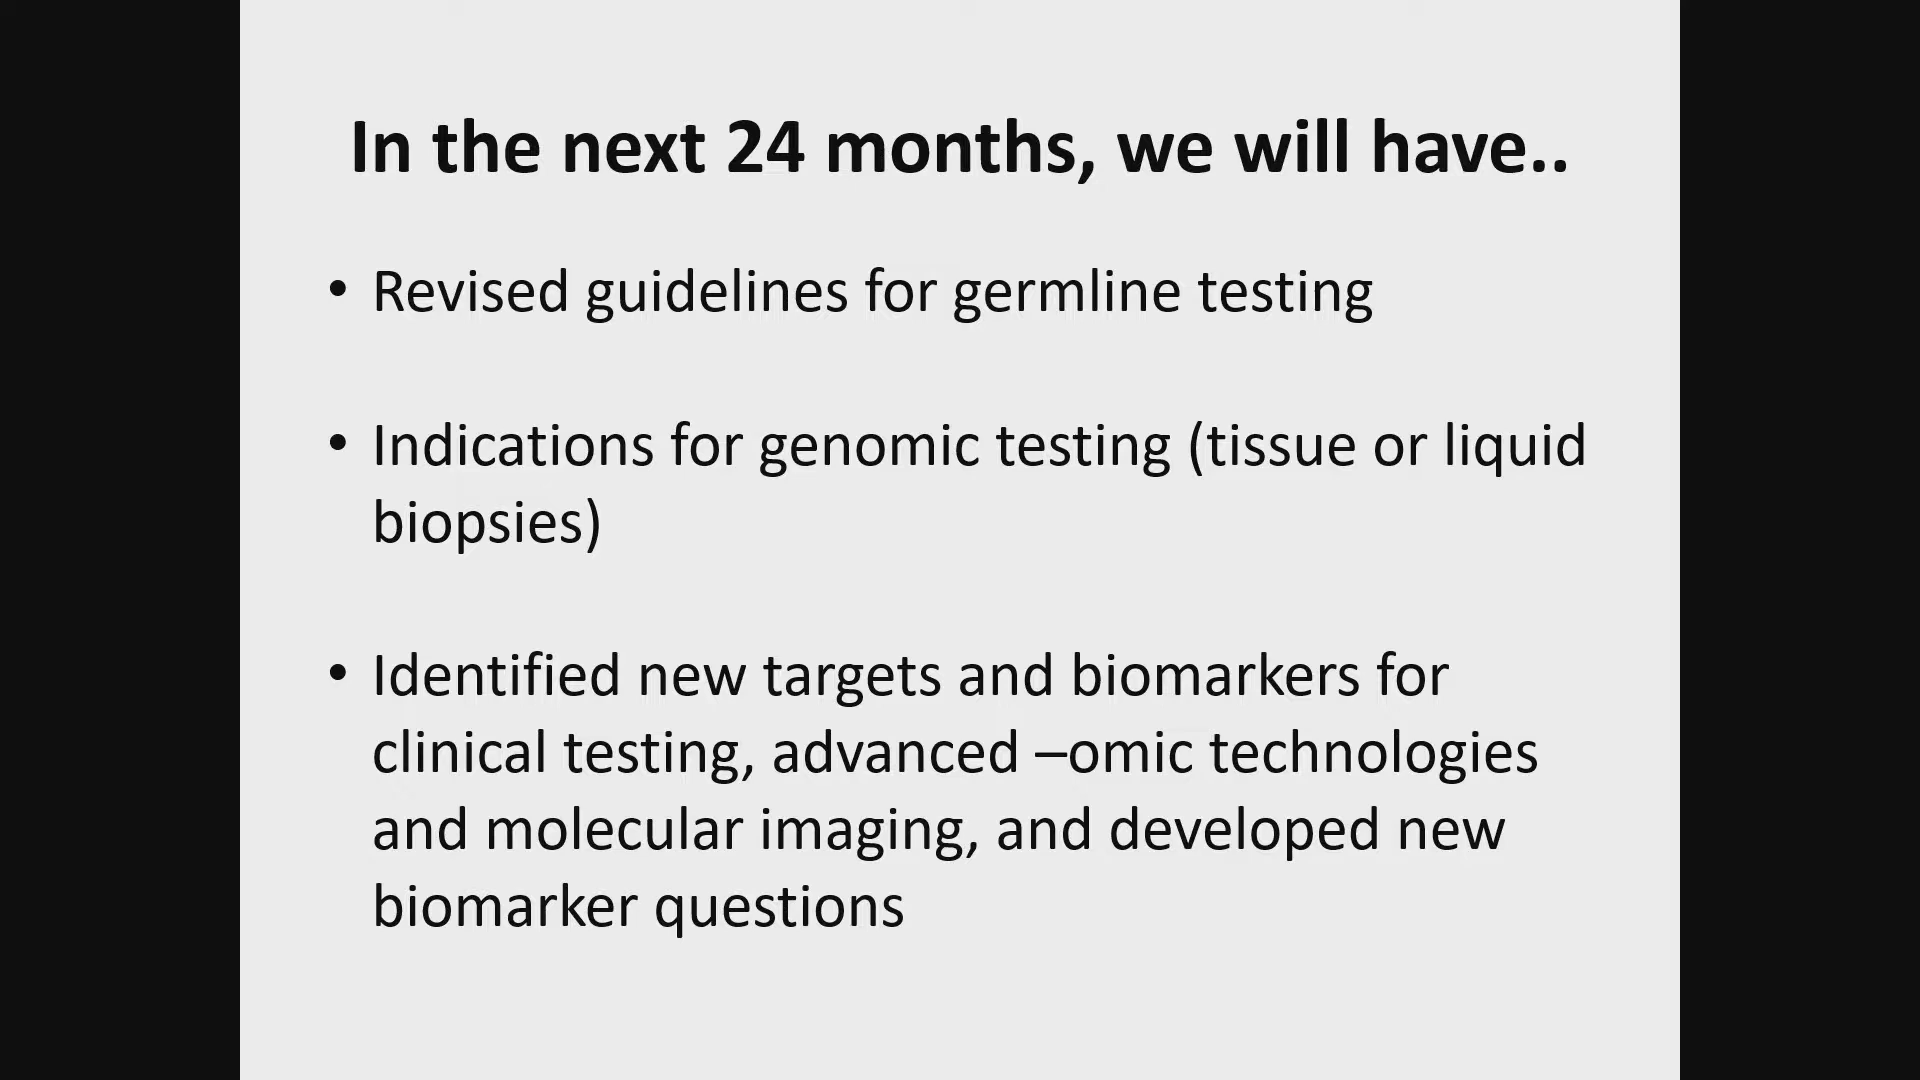 In the next 24 months, we will have..
• Revised guidelines for germline testing
• Indications for genomic testing (tissue or liquid
biopsies)
• Identified new targets and biomarkers for
clinical testing, advanced –omic technologies
and molecular imaging, and developed new
biomarker questions